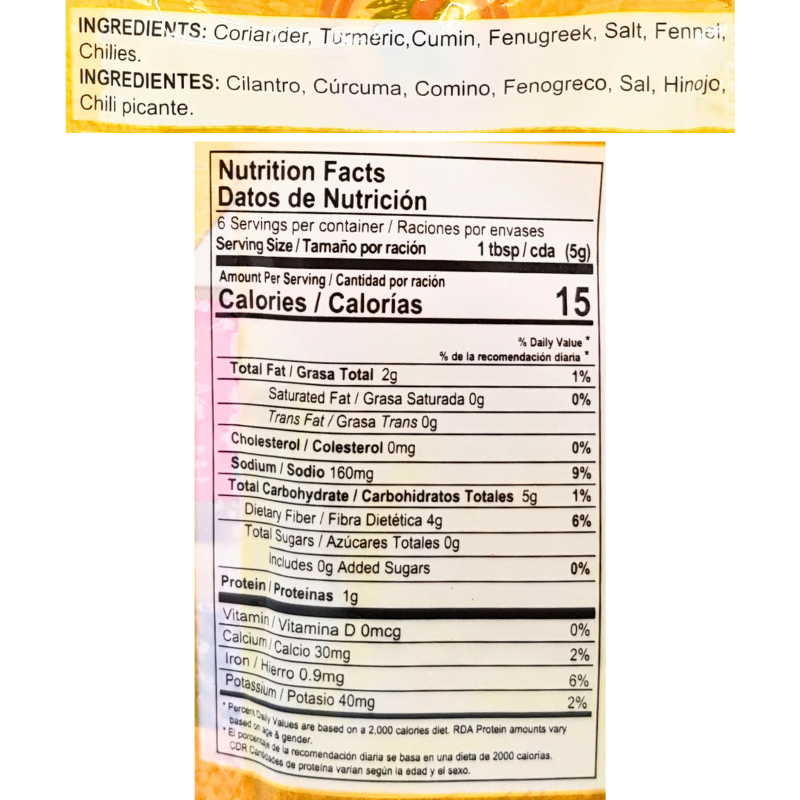 INGREDIENTS: Coriander, Turmeric,Cumin, Fenugreek, Salt, Fennel,
Chilies.
INGREDIENTES: Cilantro, Cúrcuma, Comino, Fenogreco, Sal, Hinojo,
Chili picante.
Nutrition Facts
Datos de Nutrición
6 Servings per container / Raciones por envases
Serving Size / Tamaño por ración 1 tbsp / cda (5g)
Amount Per Serving / Cantidad por ración
Calories / Calorías 15
% Daily Value *
% de la recomendación diaria *
Total Fat / Grasa Total 2g 1%
Saturated Fat / Grasa Saturada 0g 0%
Trans Fat / Grasa Trans 0g
Cholesterol / Colesterol 0mg 0%
Sodium / Sodio 160mg 9%
Total Carbohydrate / Carbohidratos Totales 5g 1%
Dietary Fiber / Fibra Dietética 4g 6%
Total Sugars / Azúcares Totales 0g
Includes 0g Added Sugars 0%
Protein / Proteínas 1g
Vitamin / Vitamina D 0mcg 0%
Calcium / Calcio 30mg 2%
Iron / Hierro 0.9mg 6%
Potassium / Potasio 40mg 2%
* Percent Daily Values are based on a 2,000 calories diet. RDA Protein amounts vary
based on age & gender.
* El porcentaje de la recomendación diaria se basa en una dieta de 2000 calorías.
CDR Cantidades de proteína varían según la edad y el sexo.